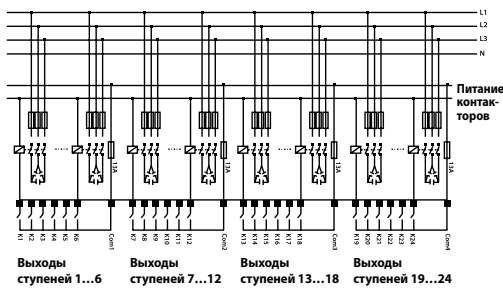 L1
L2
L3
N
Питание
контак-
торов
13A
13A
13A
13A
K1 K2 K3 K4 K5 K6 Com1
K7 K8 K9 K10 K11 K12 Com2
K13 K14 K15 K16 K17 K18 Com3
K19 K20 K21 K22 K23 K24 Com4
Выходы
ступеней 1...6
Выходы
ступеней 7...12
Выходы
ступеней 13...18
Выходы
ступеней 19...24